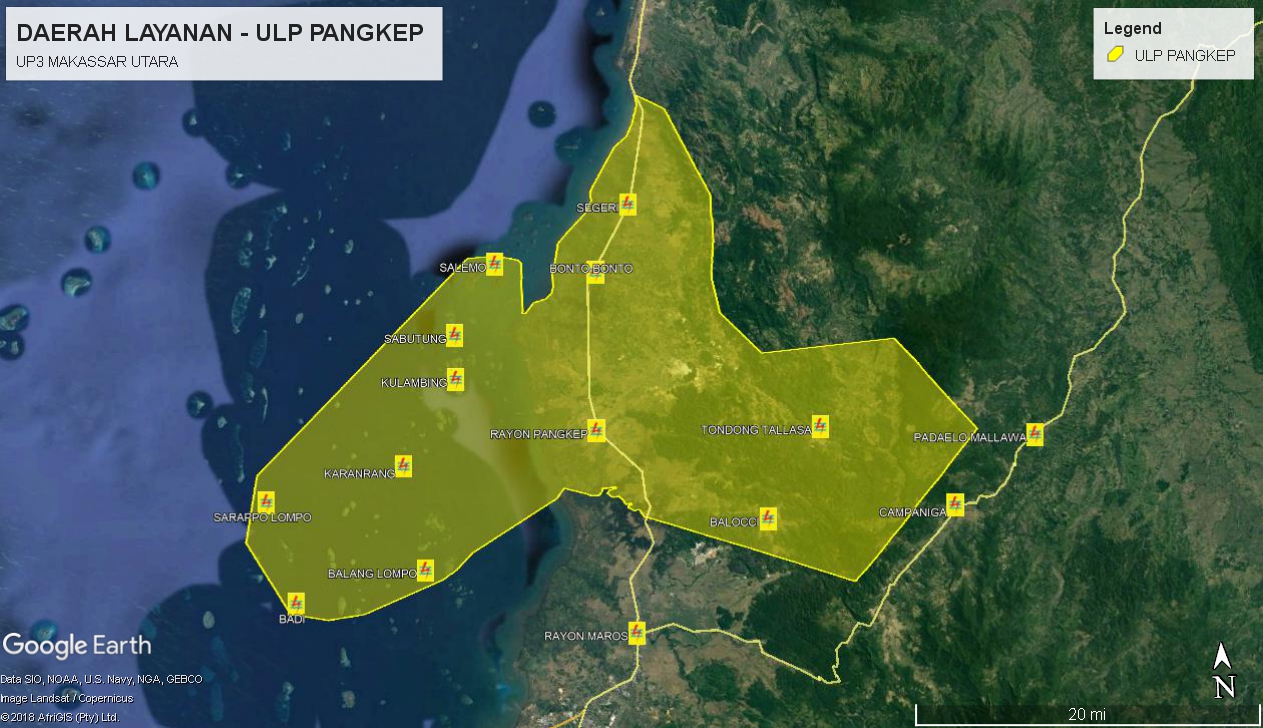 DAERAH LAYANAN - ULP PANGKEP
UP3 MAKASSAR UTARA
Legend
ULP PANGKEP
SEGERI
SALEMO
BONTO BONTO
SABUTUNG
KULAMBING
RAYON PANGKEP
TONDONG TALLASA
PADAELO MALLAWA
KARANRANG
SARAPPO LOMPO
CAMPANIGA
BALOCCI
BALANG LOMPO
BADI
RAYON MAROS
Google Earth
Data SIO, NOAA, U.S. Navy, NGA, GEBCO
Image Landsat / Copernicus
©2018 AfriGIS (Pty) Ltd.
N
20 mi